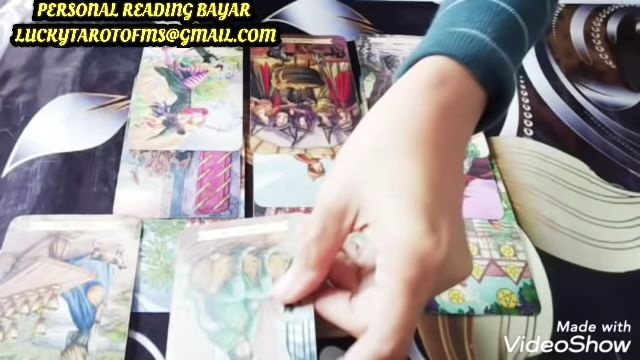 PERSONAL READING BAYAR
LUCKYTAROTOFMS@GMAIL.COM
Made with
VideoShow